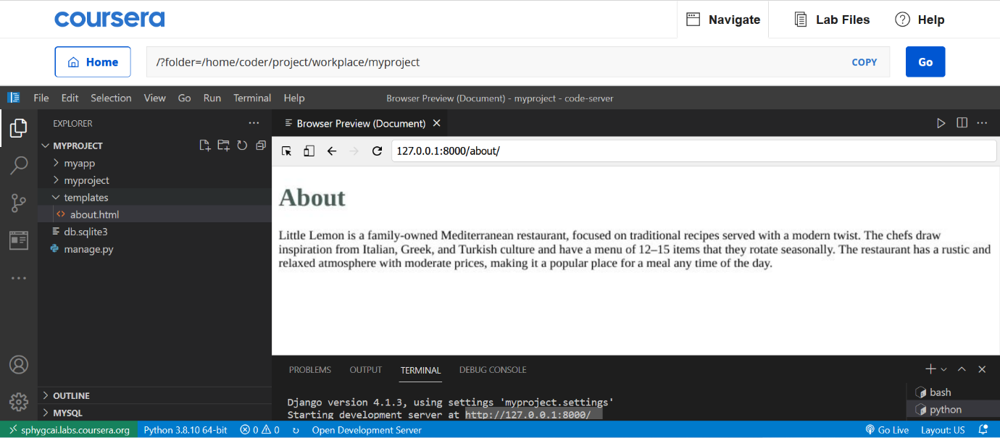 coursera
Navigate
Lab Files
Help
Home
/?folder=/home/coder/project/workplace/myproject
COPY
Go
File Edit Selection View Go Run Terminal Help
Browser Preview (Document) - myproject - code-server
EXPLORER
MYPROJECT
myapp
myproject
templates
about.html
db.sqlite3
manage.py
OUTLINE
MYSQL
Browser Preview (Document)
127.0.0.1:8000/about/
About
Little Lemon is a family-owned Mediterranean restaurant, focused on traditional recipes served with a modern twist. The chefs draw
inspiration from Italian, Greek, and Turkish culture and have a menu of 12–15 items that they rotate seasonally. The restaurant has a rustic and
relaxed atmosphere with moderate prices, making it a popular place for a meal any time of the day.
PROBLEMS OUTPUT TERMINAL DEBUG CONSOLE
Django version 4.1.3, using settings 'myproject.settings'
Starting development server at http://127.0.0.1:8000/
bash
python
sphygcai.labs.coursera.org Python 3.8.10 64-bit 0 0 Open Development Server Go Live Layout: US